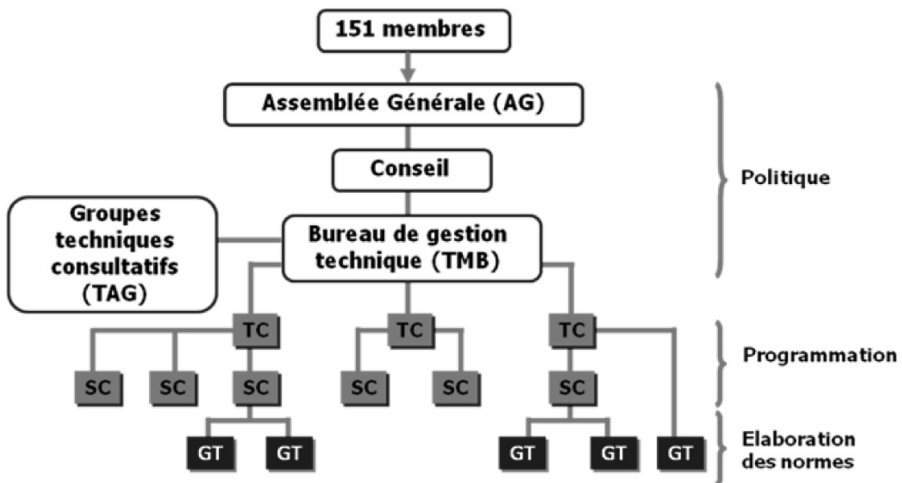 151 membres
Assemblée Générale (AG)
Conseil
Politique
Groupes
techniques
consultatifs
(TAG)
Bureau de gestion
technique (TMB)
TC
TC
TC
Programmation
SC
SC
SC
SC
SC
SC
GT
GT
GT
GT
GT
Elaboration
des normes